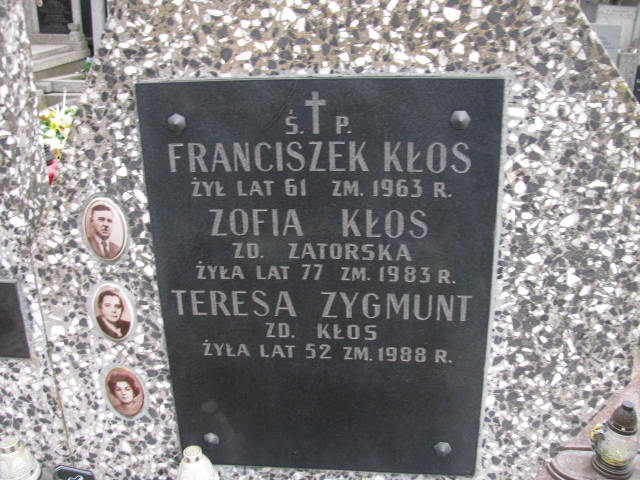 Ś. P.
FRANCISZEK KŁOS
ŻYŁ LAT 61 ZM. 1963 R.
ZOFIA KŁOS
ZD. ZATORSKA
ŻYŁA LAT 77 ZM. 1983 R.
TERESA ZYGMUNT
ZD. KŁOS
ŻYŁA LAT 52 ZM. 1988 R.